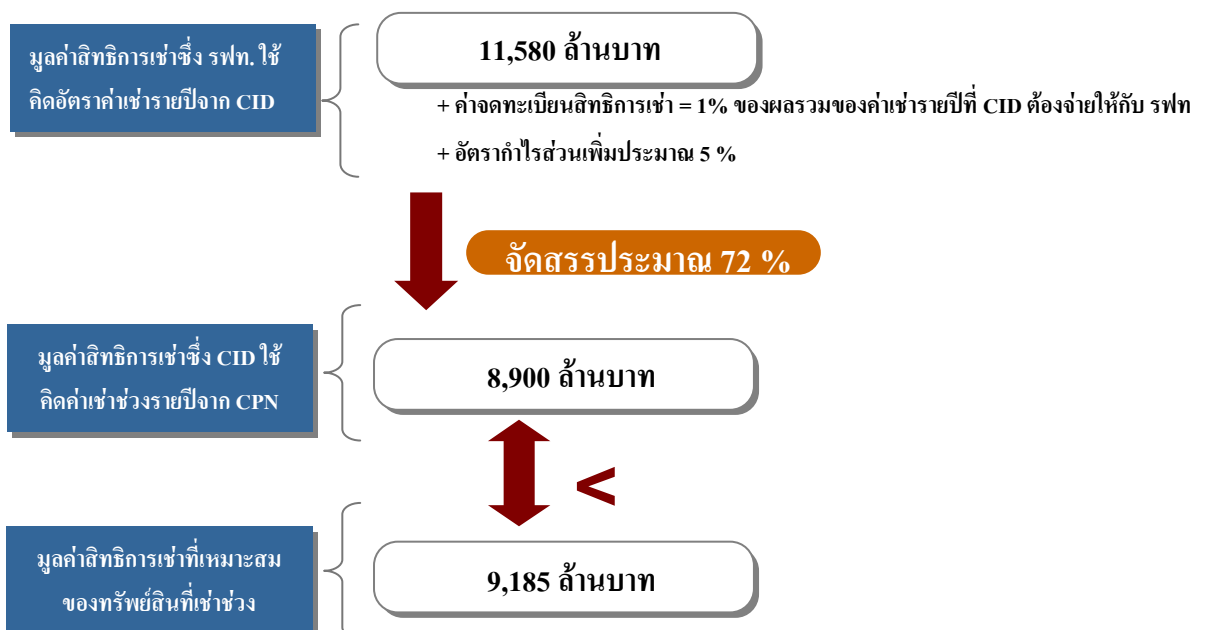 มูลค่าสิทธิการเช่าซึ่ง รฟท. ใช้
คิดอัตราค่าเช่ารายปีจาก CID
11,580 ล้านบาท
+ ค่าจดทะเบียนสิทธิการเช่า = 1% ของผลรวมของค่าเช่ารายปีที่ CID ต้องจ่ายให้กับ รฟท
+ อัตรากำไรส่วนเพิ่มประมาณ 5 %
จัดสรรประมาณ 72 %
มูลค่าสิทธิการเช่าซึ่ง CID ใช้
คิดค่าเช่าช่วงรายปีจาก CPN
8,900 ล้านบาท
<
มูลค่าสิทธิการเช่าที่เหมาะสม
ของทรัพย์สินที่เช่าช่วง
9,185 ล้านบาท